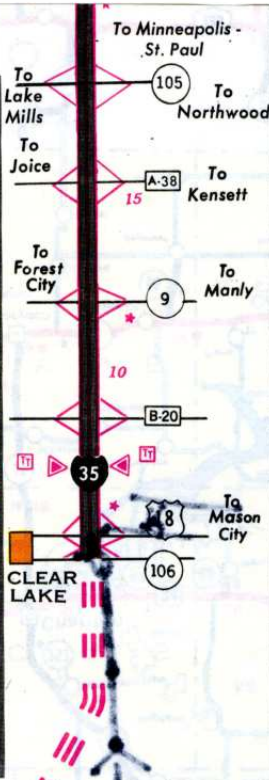 To Minneapolis -
St. Paul
To
Lake
Mills
105
To
Northwood
To
Joice
15
A-38
To
Kensett
To
Forest
City
9
To
Manly
10
B-20
35
8
To
Mason
City
CLEAR
LAKE
106